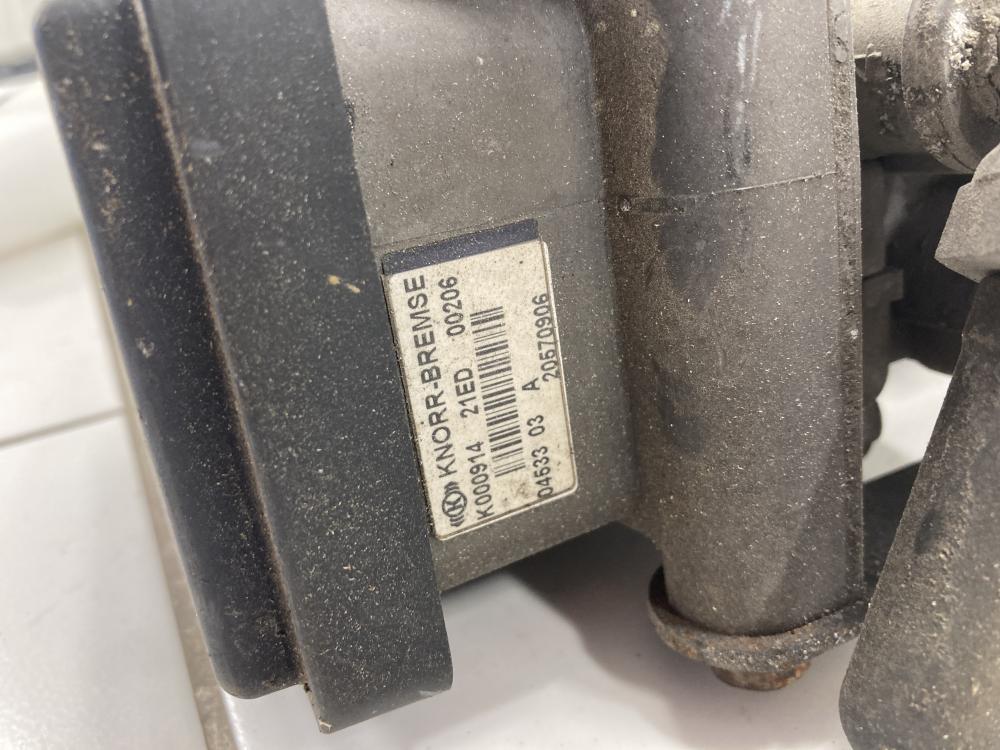 «(K)» KNORR-BREMSE
K000914 21ED 00206
04533 03 A 20570906